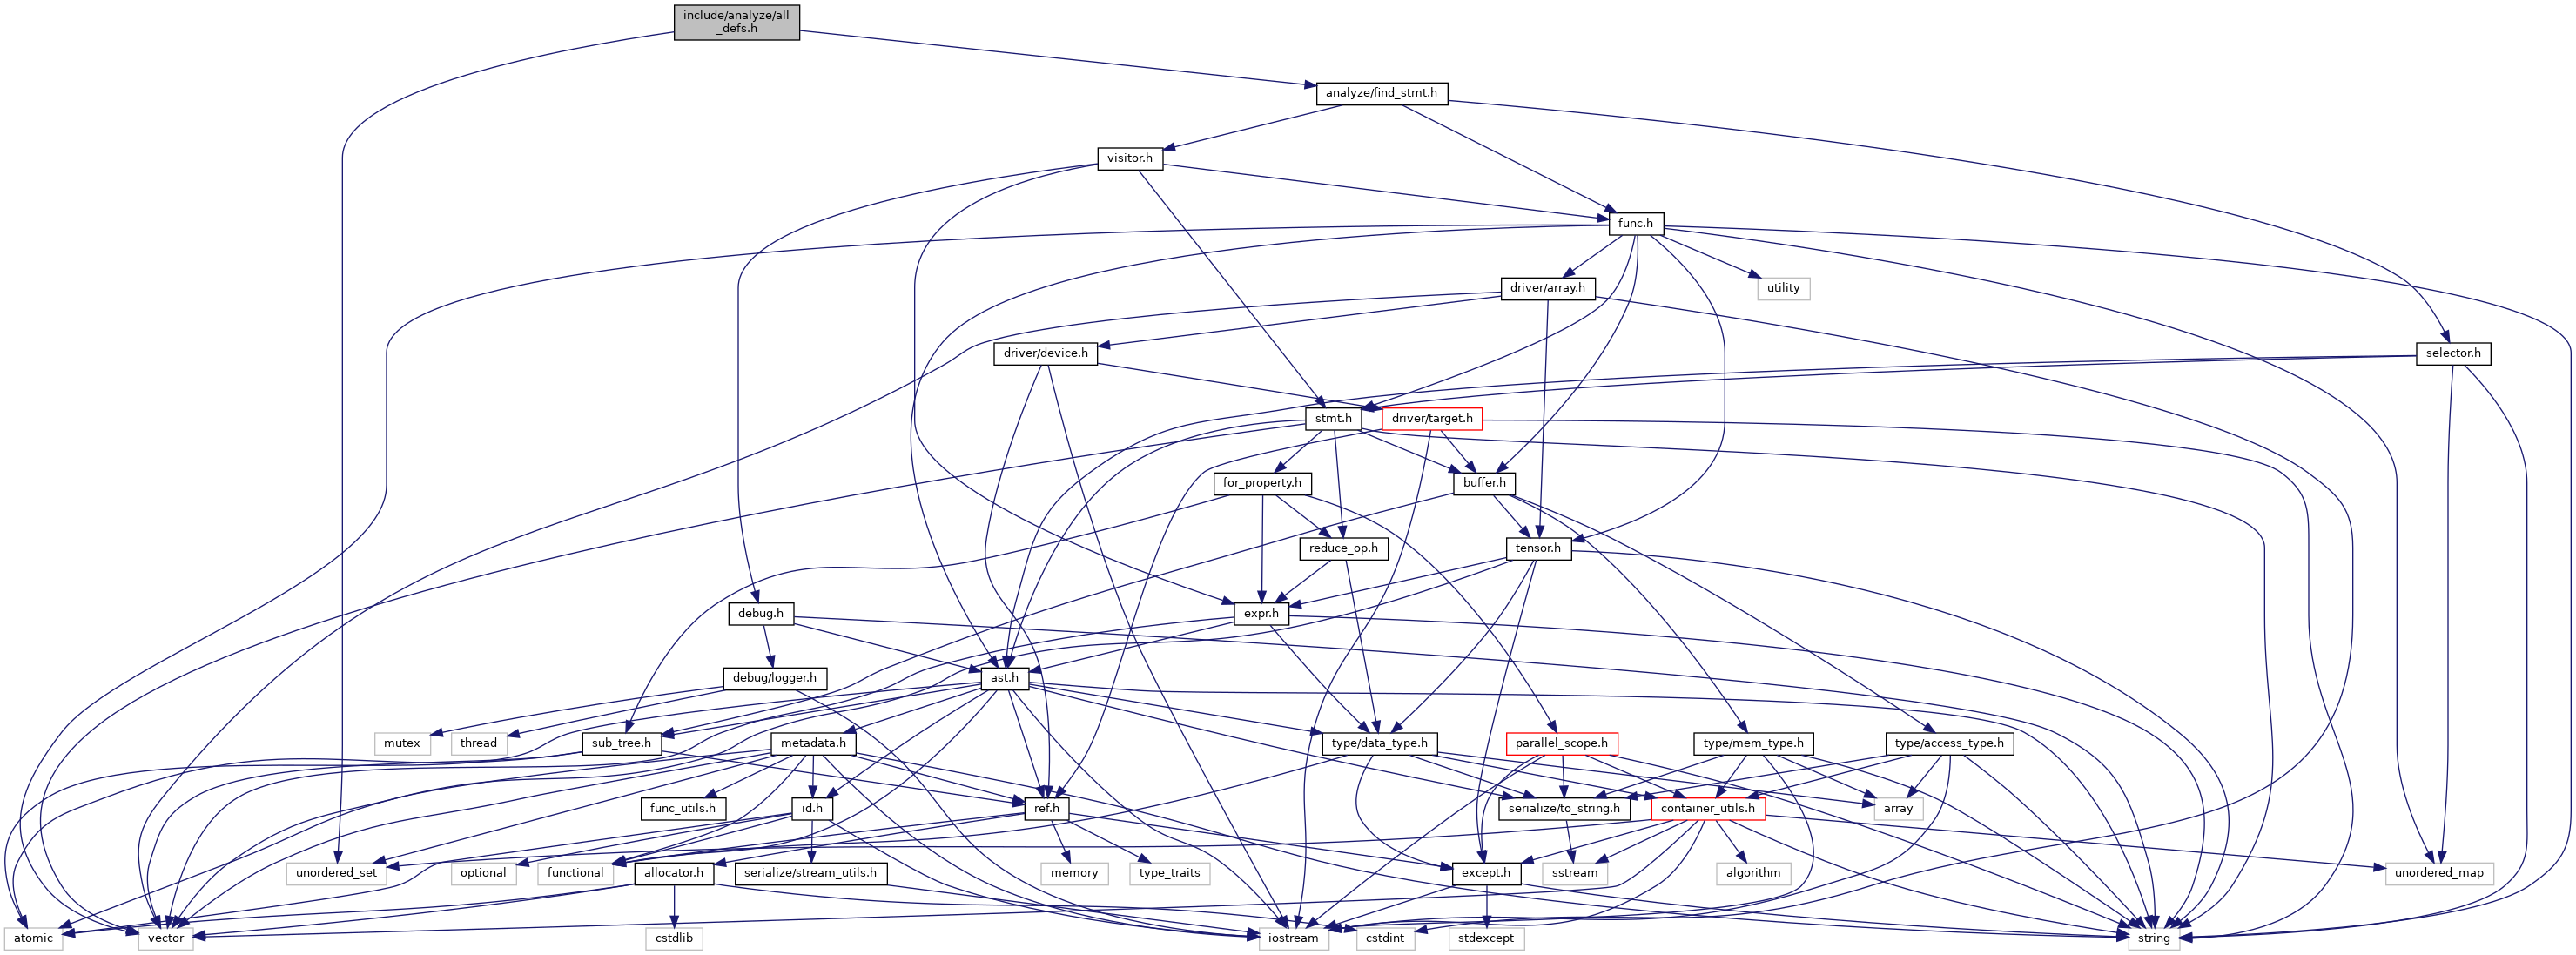 include/analyze/all
_defs.h
analyze/find_stmt.h
visitor.h
func.h
driver/array.h
utility
driver/device.h
selector.h
stmt.h
driver/target.h
for_property.h
buffer.h
reduce_op.h
tensor.h
debug.h
expr.h
debug/logger.h
ast.h
mutex
thread
sub_tree.h
metadata.h
type/data_type.h
parallel_scope.h
type/mem_type.h
type/access_type.h
func_utils.h
id.h
ref.h
serialize/to_string.h
container_utils.h
array
unordered_set
optional
functional
allocator.h
serialize/stream_utils.h
memory
type_traits
except.h
sstream
algorithm
unordered_map
atomic
vector
cstdlib
iostream
cstdint
stdexcept
string